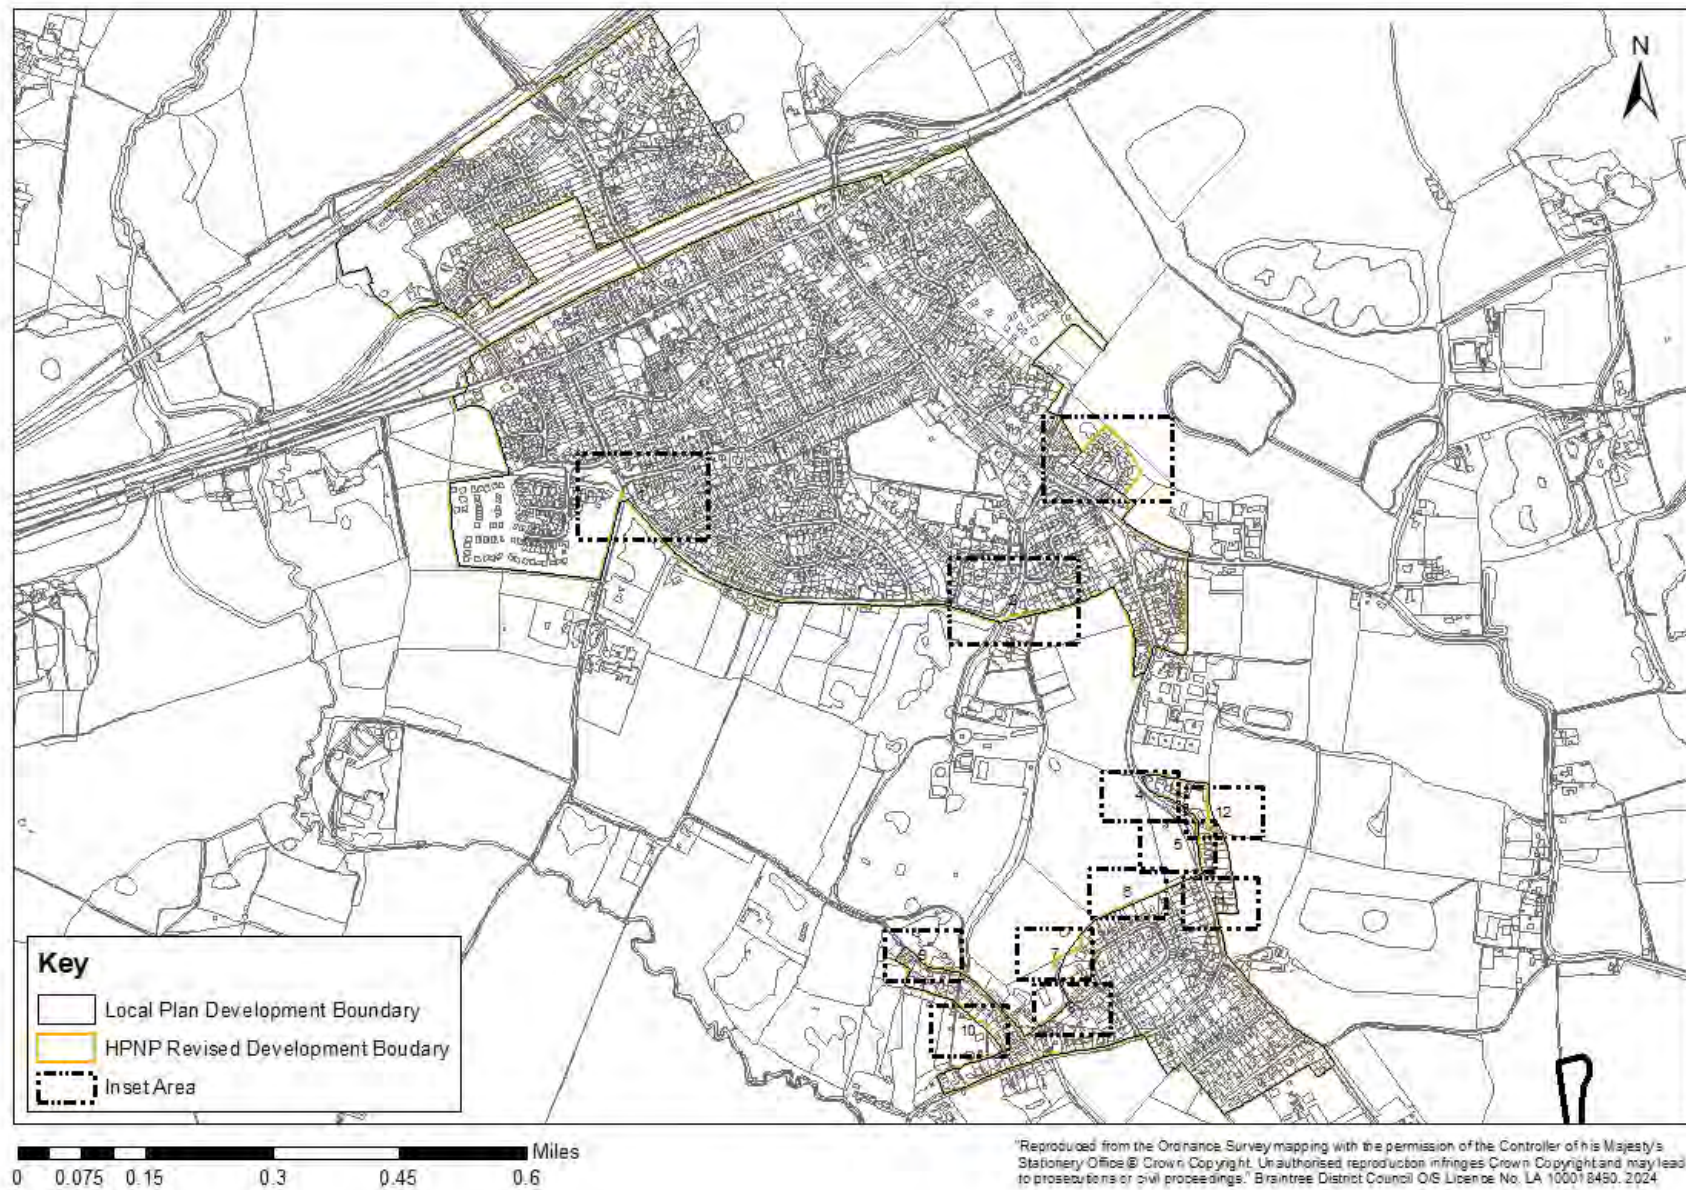 N
2
4
12
5
8
7
9
10
Key
Local Plan Development Boundary
HPNP Revised Development Boudary
Inset Area
Miles
0 0.075 0.15 0.3 0.45 0.6
"Reproduced from the Ordnance Survey mapping with the permission of the Controller of his Majesty's
Stationery Office © Crown Copyright. Unauthorised reproduction infringes Crown Copyright and may lead
to prosecutions or civil proceedings." Braintree District Council O/S Licence No. LA 100018490. 2024